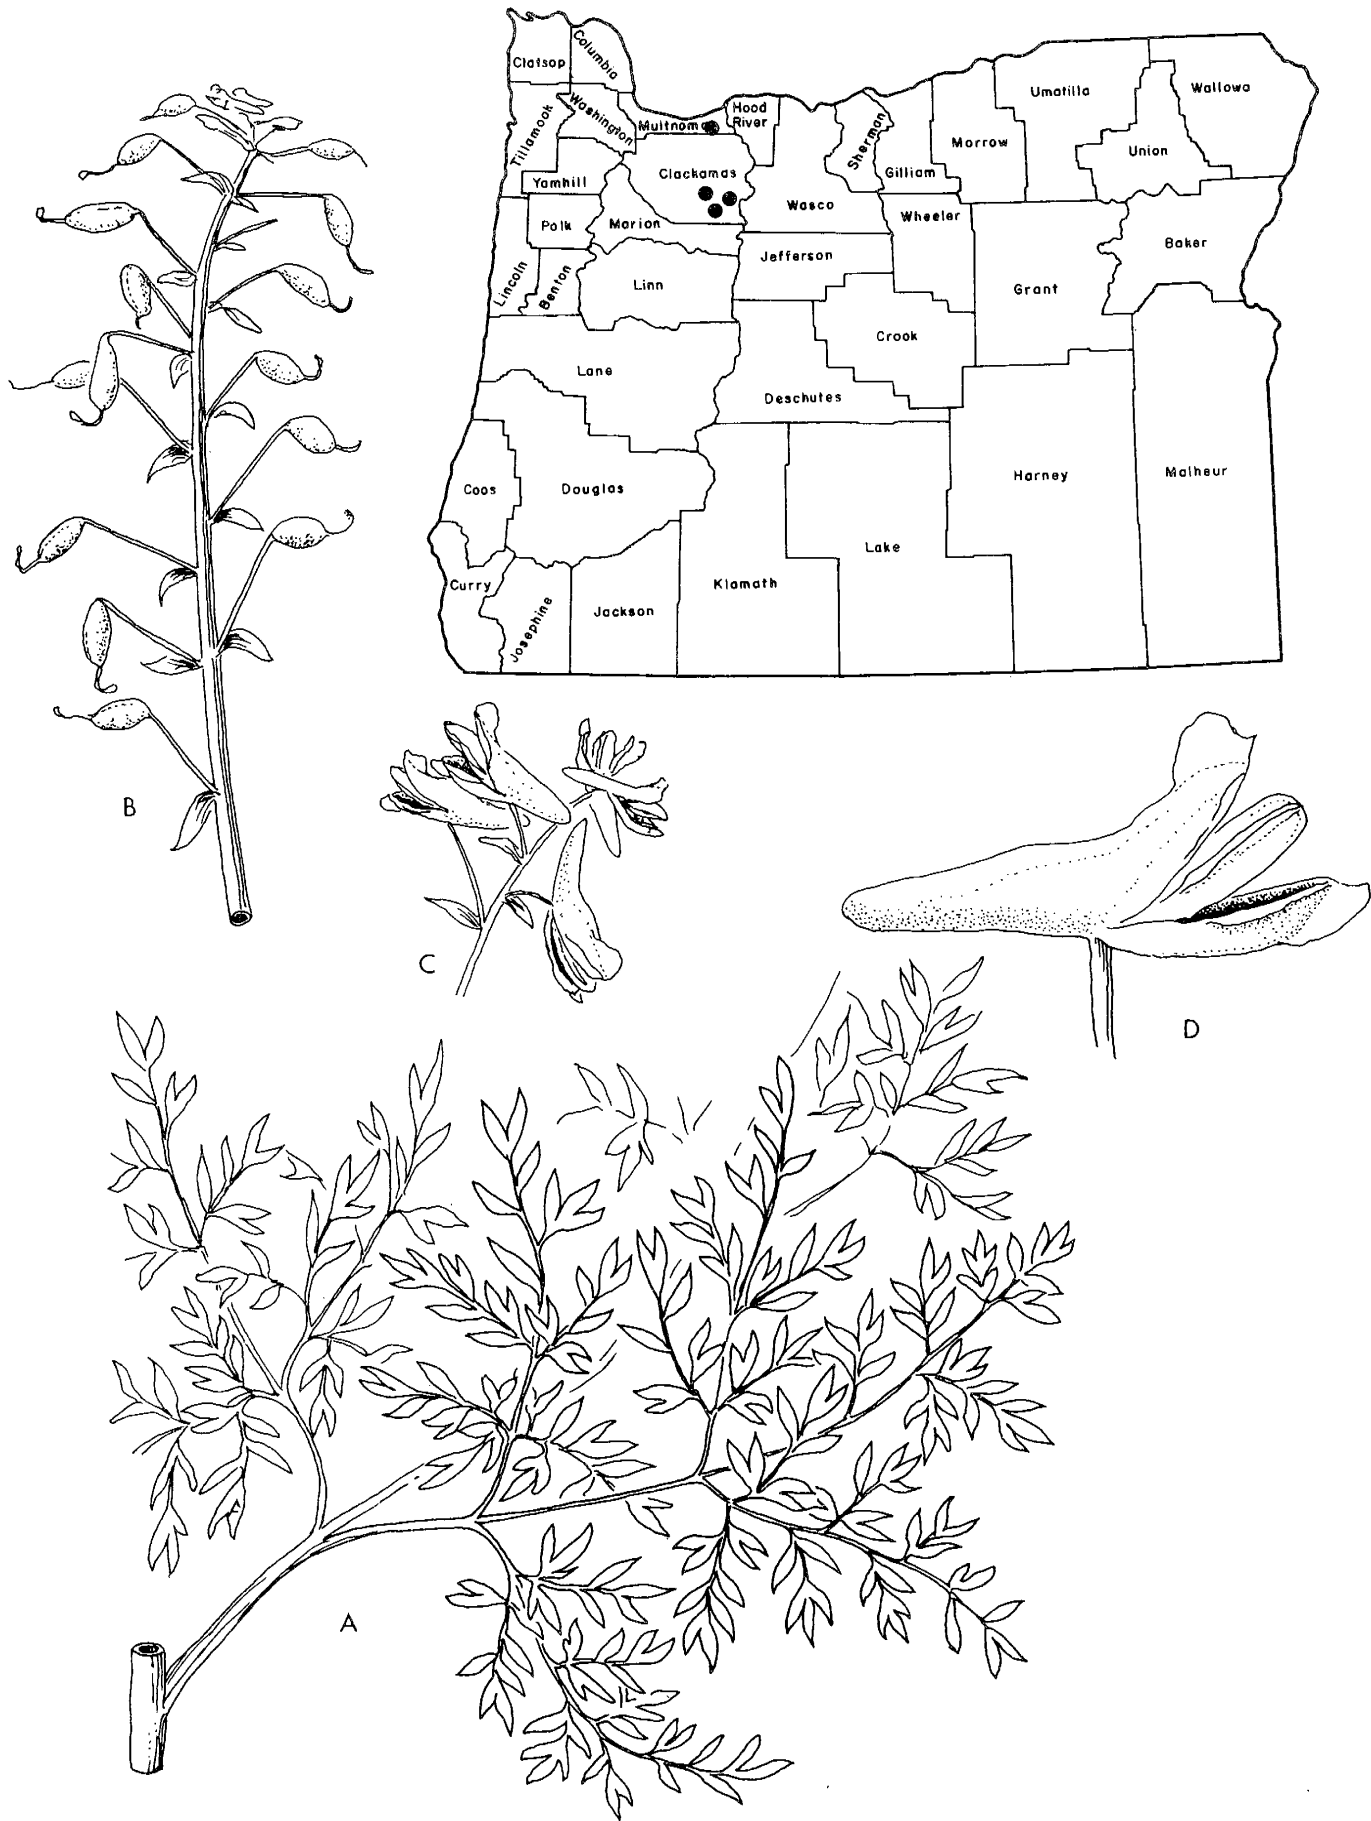 Clatsop
Columbia
Tillamook
Washington
Multnom
Hood
River
Sherman
Morrow
Umatilla
Wallowa
Union
Gilliam
Yamhill
Clackamas
Wasco
Wheeler
Polk
Marion
Baker
Jefferson
Lincoln
Benton
Linn
Grant
Crook
Lane
Deschutes
Coos
Douglas
Harney
Malheur
Lake
Curry
Josephine
Jackson
Klamath
B
C
D
A